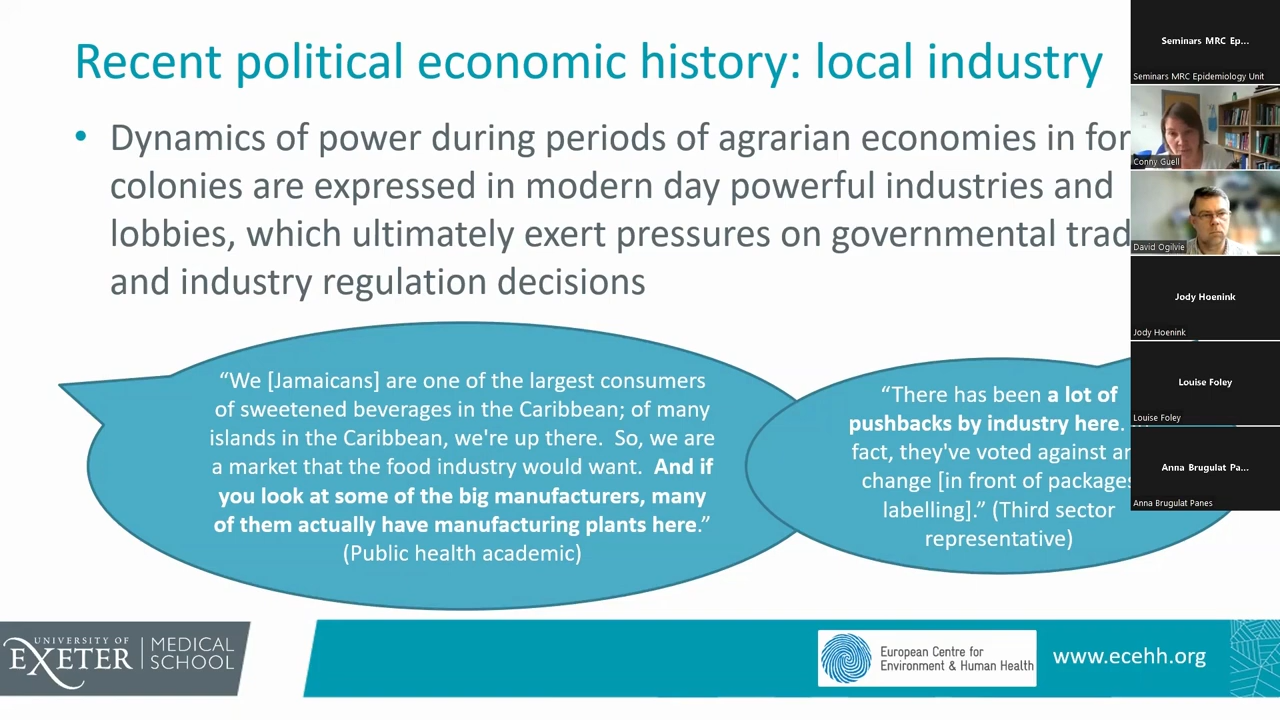 Recent political economic history: local industry
• Dynamics of power during periods of agrarian economies in
colonies are expressed in modern day powerful industries and
lobbies, which ultimately exert pressures on governmental
and industry regulation decisions
“We [Jamaicans] are one of the largest consumers
of sweetened beverages in the Caribbean; of many
islands in the Caribbean, we're up there. So, we are
a market that the food industry would want. And if
you look at some of the big manufacturers, many
of them actually have manufacturing plants here.”
(Public health academic)
“There has been a lot of
pushbacks by industry here.
fact, they've voted against
change [in front of packages
labelling].” (Third sector
representative)
UNIVERSITY OF
EXETER
MEDICAL
SCHOOL
European Centre for
Environment & Human Health
www.ecehh.org
Seminars MRC Ep...
Seminars MRC Epidemiology Unit
Conny Guell
David Ogilvie
Jody Hoenink
Jody Hoenink
Louise Foley
Louise Foley
Anna Brugulat Pa...
Anna Brugulat Panes